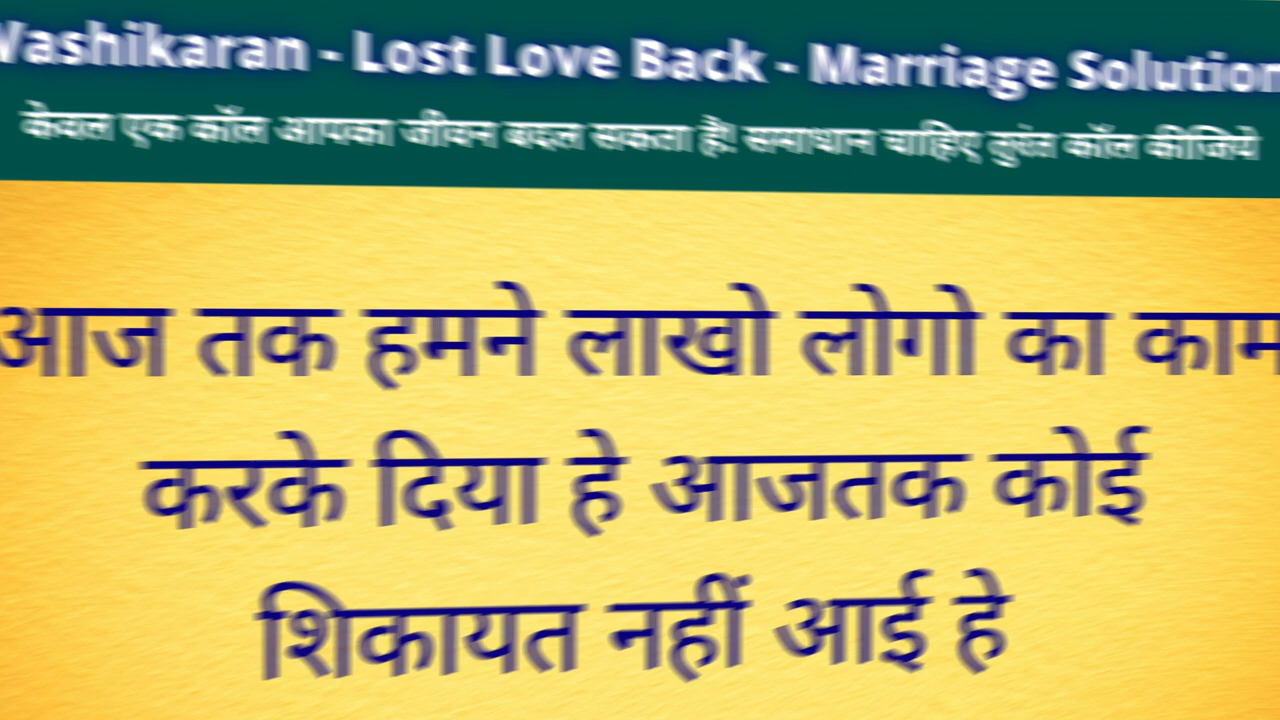 Vashikaran - Lost Love Back - Marriage Solution
केवल एक कॉल आपका जीवन बदल सकता है! समाधान चाहिए तुरंत कॉल कीजिये
आज तक हमने लाखो लोगो का काम
करके दिया हे आजतक कोई
शिकायत नहीं आई हे